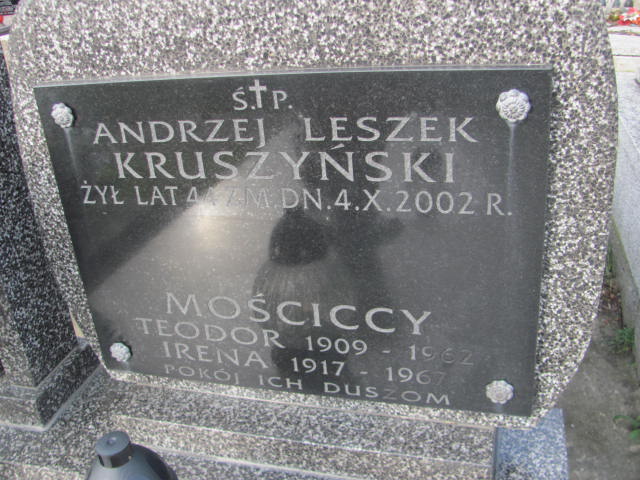 Ś.†P.
ANDRZEJ LESZEK
KRUSZYŃSKI
ŻYŁ LAT 44 Z.M. DN. 4.X.2002 R.
MOŚCICCY
TEODOR 1909 - 1962
IRENA 1917 - 1967
POKÓJ ICH DUSZOM